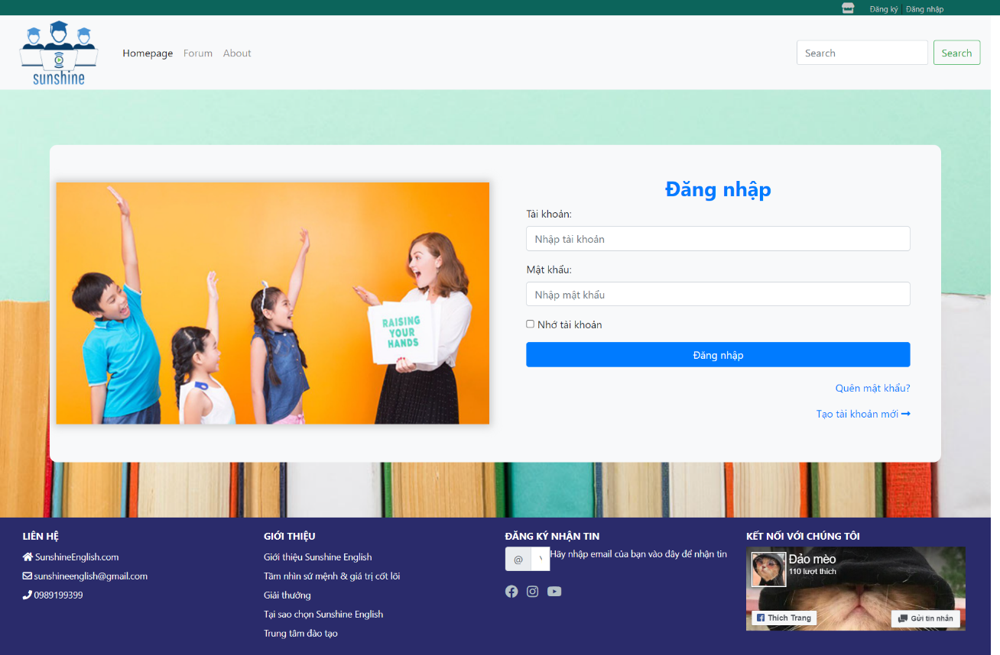 Đăng ký | Đăng nhập
sunshine
Homepage
Forum
About
Search
Search
RAISING
YOUR
HANDS
Đăng nhập
Tài khoản:
Nhập tài khoản
Mật khẩu:
Nhập mật khẩu
Nhớ tài khoản
Đăng nhập
Quên mật khẩu?
Tạo tài khoản mới
LIÊN HỆ
SunshineEnglish.com
sunshineenglish@gmail.com
0989199399
GIỚI THIỆU
Giới thiệu Sunshine English
Tầm nhìn sứ mệnh & giá trị cốt lõi
Giải thưởng
Tại sao chọn Sunshine English
Trung tâm đào tạo
ĐĂNG KÝ NHẬN TIN
@
Hãy nhập email của bạn vào đây để nhận tin
KẾT NỐI VỚI CHÚNG TÔI
Đảo mèo
110 lượt thích
Thích Trang
Gửi tin nhắn